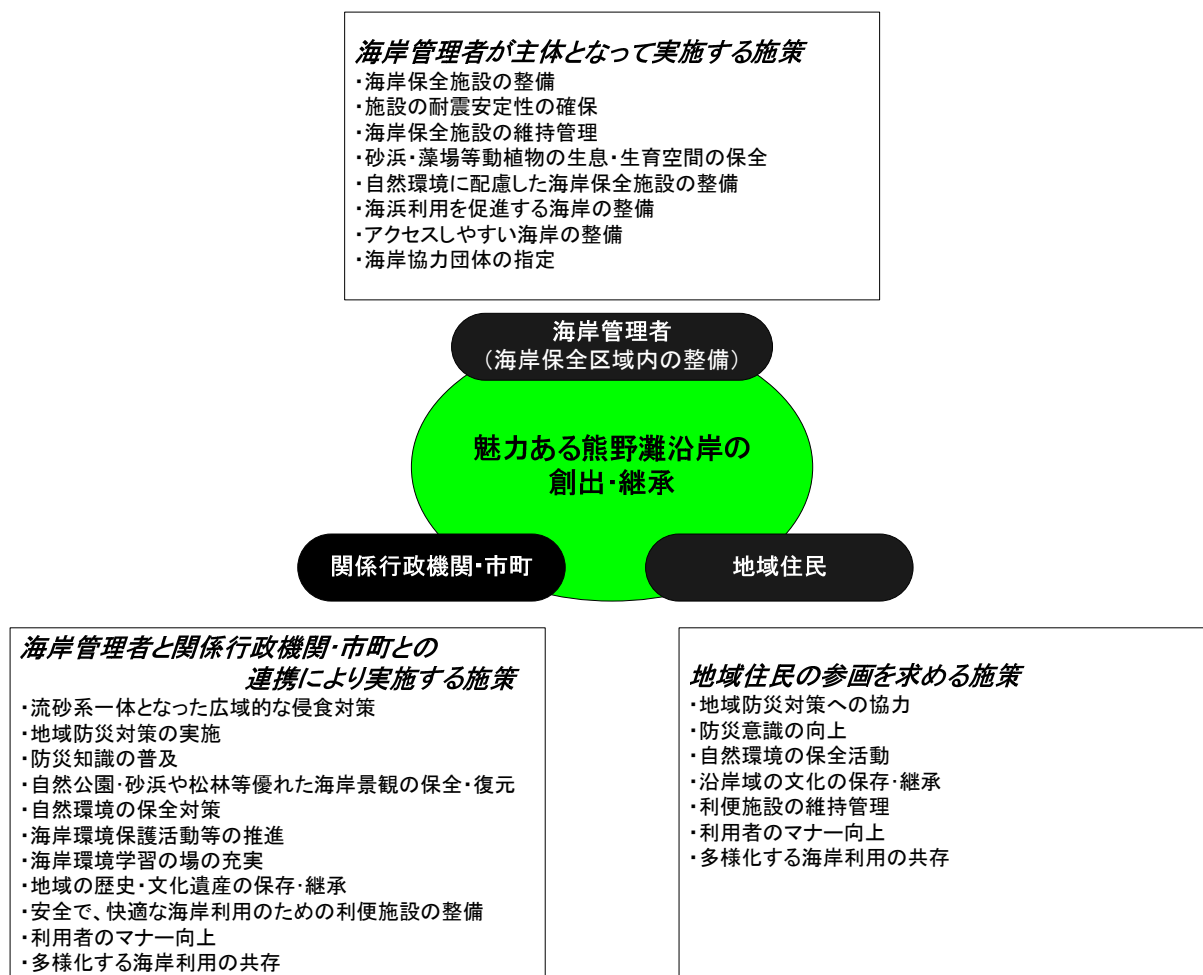 海岸管理者が主体となって実施する施策
・海岸保全施設の整備
・施設の耐震安定性の確保
・海岸保全施設の維持管理
・砂浜・藻場等動植物の生息・生育空間の保全
・自然環境に配慮した海岸保全施設の整備
・海浜利用を促進する海岸の整備
・アクセスしやすい海岸の整備
・海岸協力団体の指定
海岸管理者
（海岸保全区域内の整備）
魅力ある熊野灘沿岸の
創出・継承
関係行政機関・市町
地域住民
海岸管理者と関係行政機関・市町との
連携により実施する施策
・流砂系一体となった広域的な侵食対策
・地域防災対策の実施
・防災知識の普及
・自然公園・砂浜や松林等優れた海岸景観の保全・復元
・自然環境の保全対策
・海岸環境保護活動等の推進
・海岸環境学習の場の充実
・地域の歴史・文化遺産の保存・継承
・安全で、快適な海岸利用のための利便施設の整備
・利用者のマナー向上
・多様化する海岸利用の共存
地域住民の参画を求める施策
・地域防災対策への協力
・防災意識の向上
・自然環境の保全活動
・沿岸域の文化の保存・継承
・利便施設の維持管理
・利用者のマナー向上
・多様化する海岸利用の共存